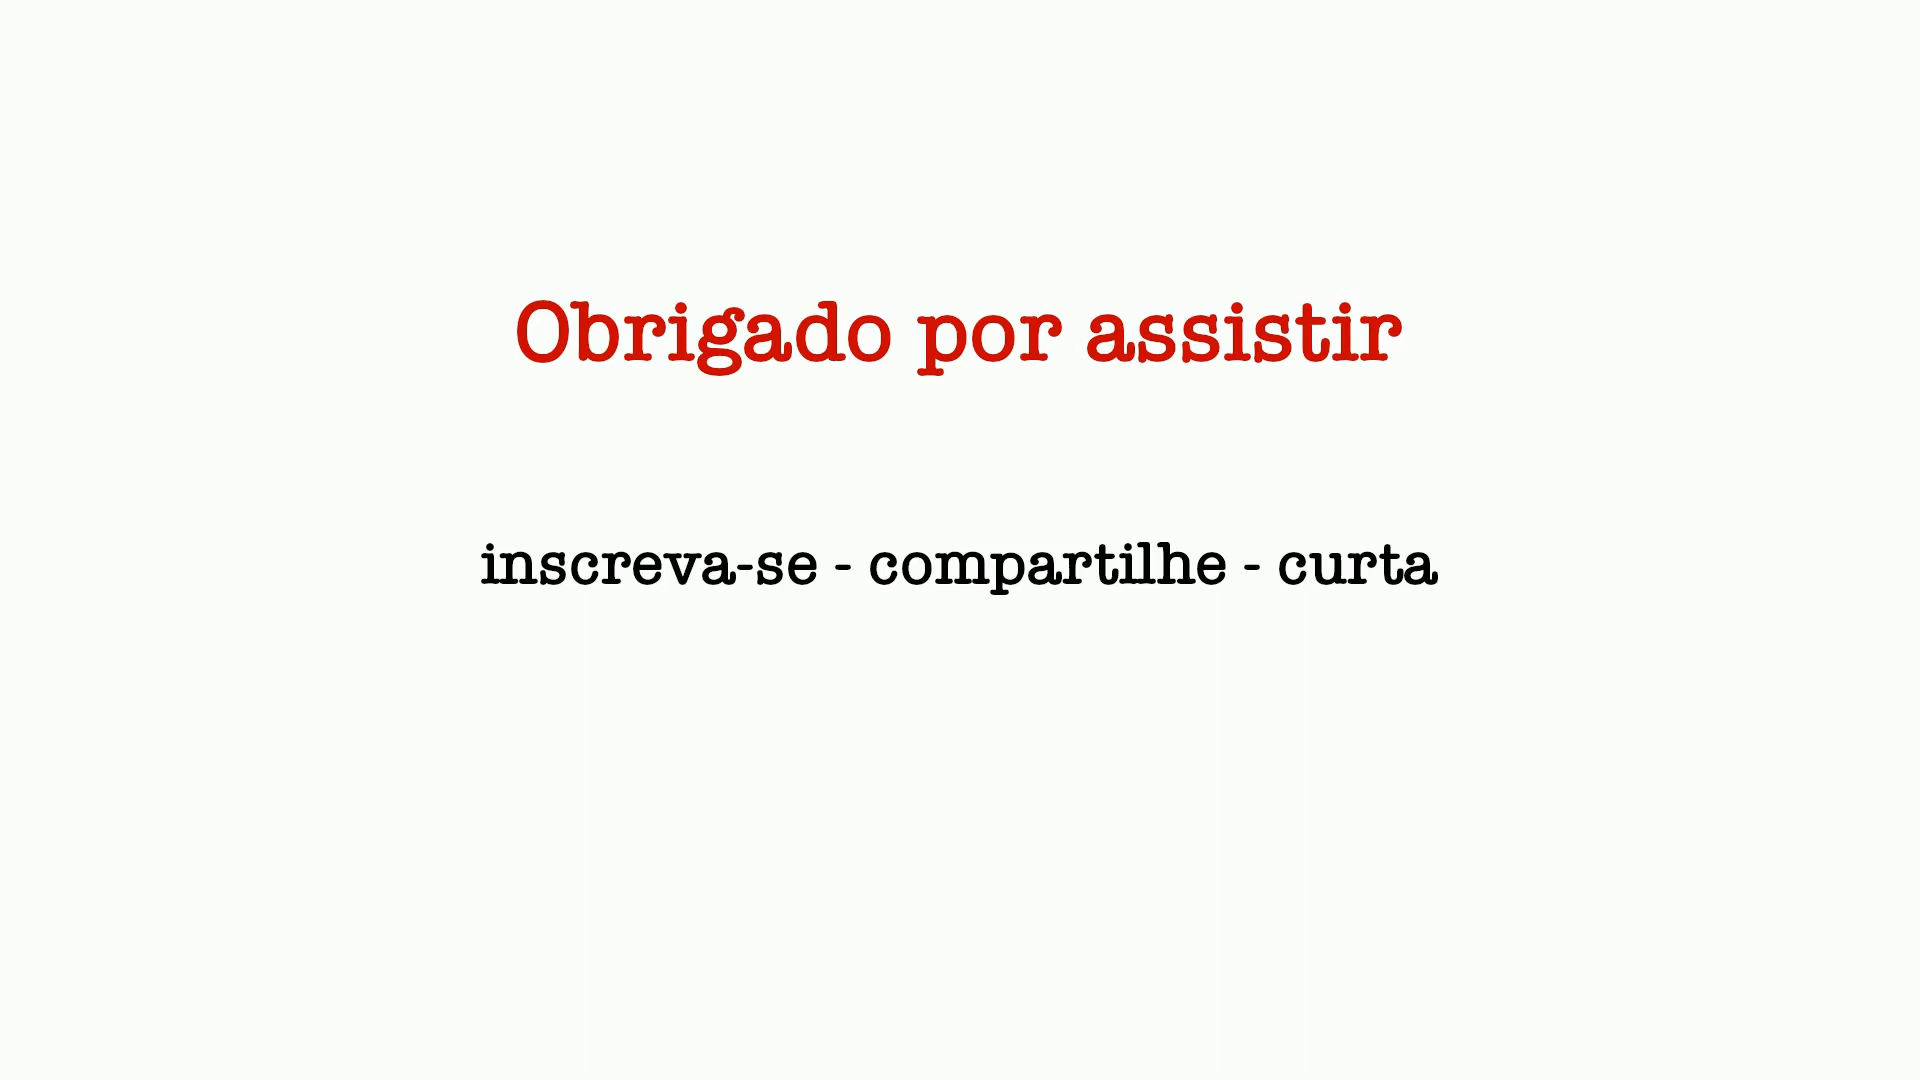 Obrigado por assistir
inscreva-se - compartilhe - curta